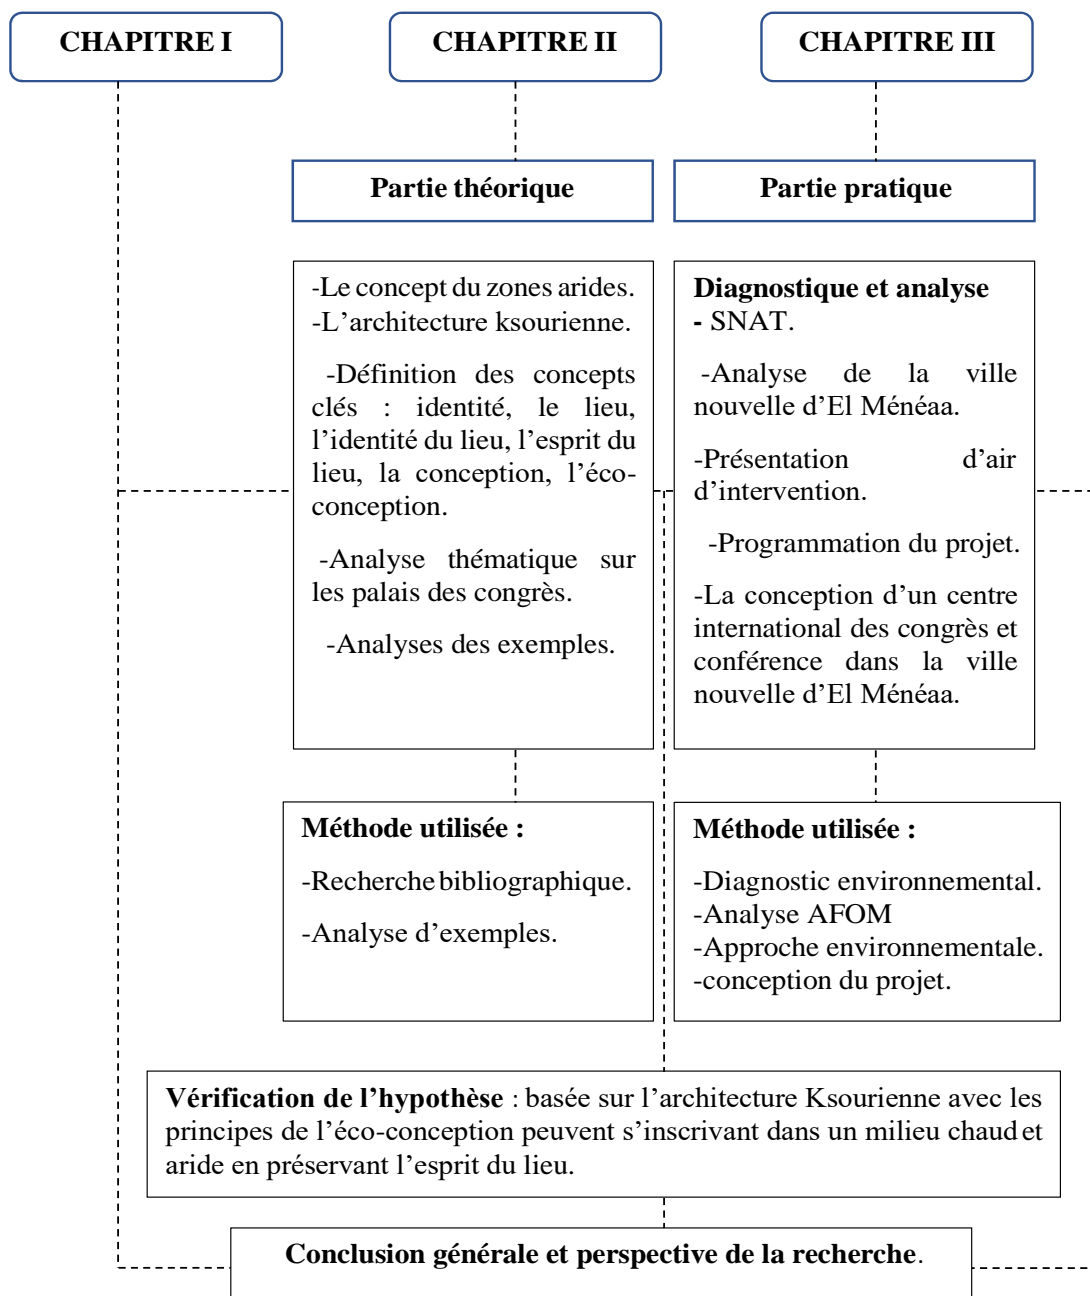 CHAPITRE I
CHAPITRE II
CHAPITRE III
Partie théorique
Partie pratique
-Le concept du zones arides.
-L’architecture ksourienne.
-Définition des concepts
clés : identité, le lieu,
l’identité du lieu, l’esprit du
lieu, la conception, l’éco-
conception.
-Analyse thématique sur
les palais des congrès.
-Analyses des exemples.
Diagnostique et analyse
- SNAT.
-Analyse de la ville
nouvelle d’El Ménéaa.
-Présentation d’air
d’intervention.
-Programmation du projet.
-La conception d’un centre
international des congrès et
conférence dans la ville
nouvelle d’El Ménéaa.
Méthode utilisée :
-Recherche bibliographique.
-Analyse d’exemples.
Méthode utilisée :
-Diagnostic environnemental.
-Analyse AFOM
-Approche environnementale.
-conception du projet.
Vérification de l’hypothèse : basée sur l’architecture Ksourienne avec les
principes de l’éco-conception peuvent s’inscrivant dans un milieu chaud et
aride en préservant l’esprit du lieu.
Conclusion générale et perspective de la recherche.